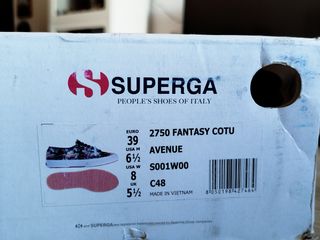 SUPERGA
PEOPLE'S SHOES OF ITALY
EURO
39
USA M
6½
USA W
8
UK
5½
2750 FANTASY COTU
AVENUE
S001W00
C48
MADE IN VIETNAM
SUPERGA